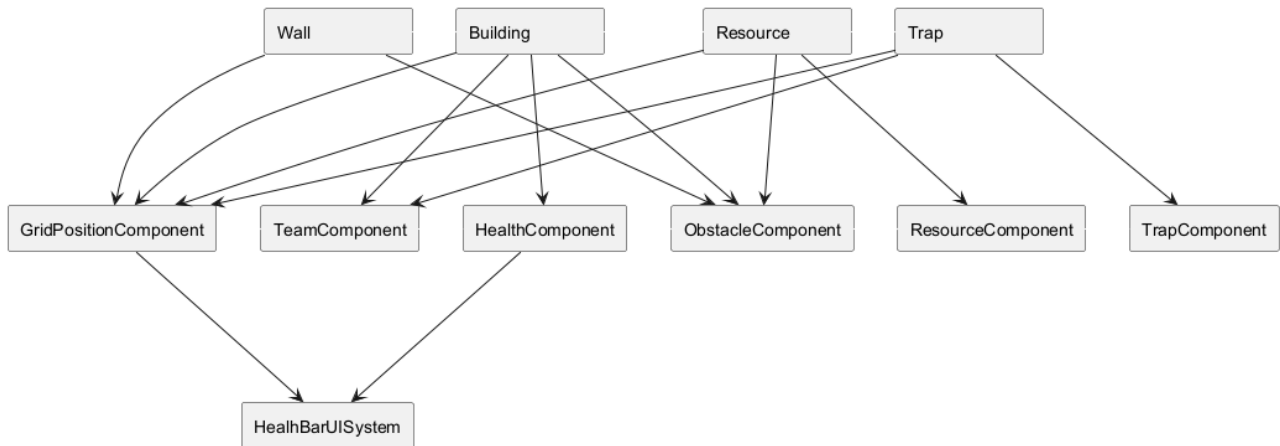 Wall
Building
Resource
Trap
GridPositionComponent
TeamComponent
HealthComponent
ObstacleComponent
ResourceComponent
TrapComponent
HealhBarUISystem